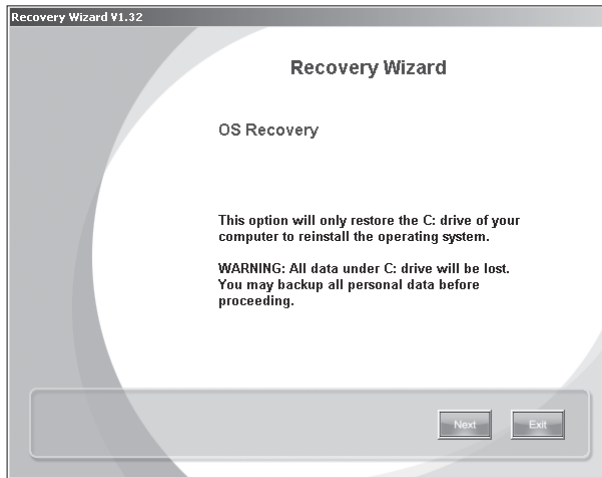 Recovery Wizard V1.32
Recovery Wizard
OS Recovery
This option will only restore the C: drive of your
computer to reinstall the operating system.
WARNING: All data under C: drive will be lost.
You may backup all personal data before
proceeding.
Next
Exit